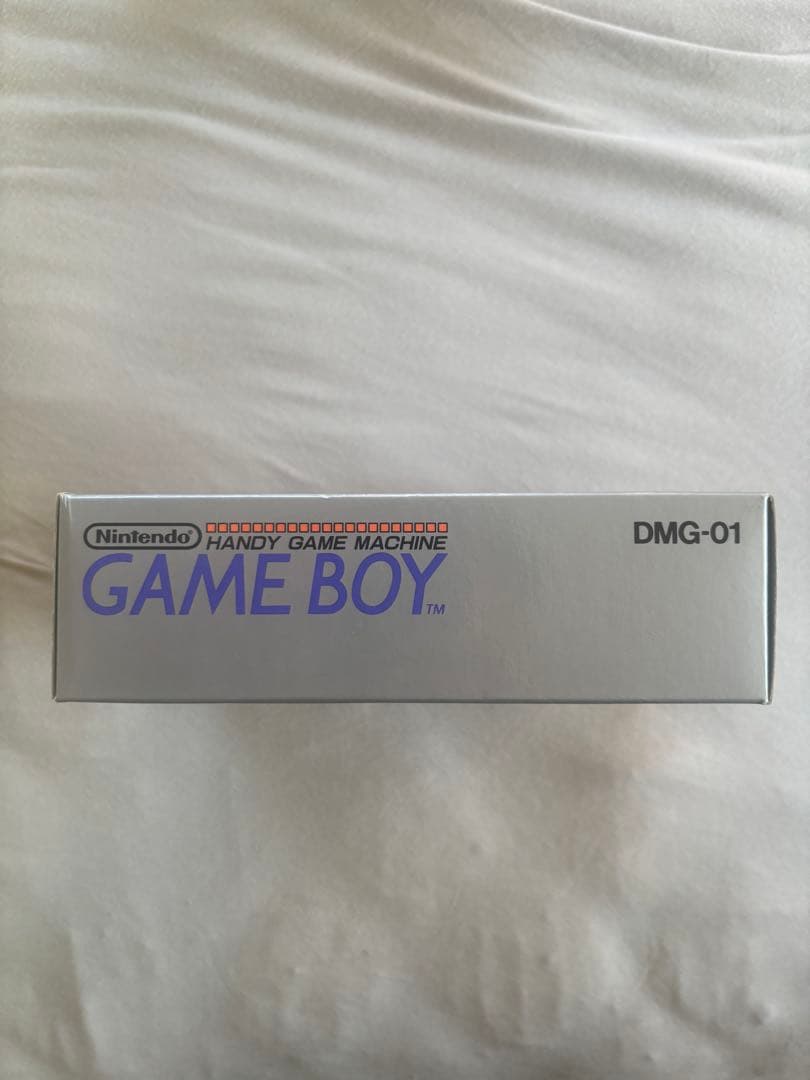 Nintendo®
HANDY GAME MACHINE
GAME BOY™
DMG-01